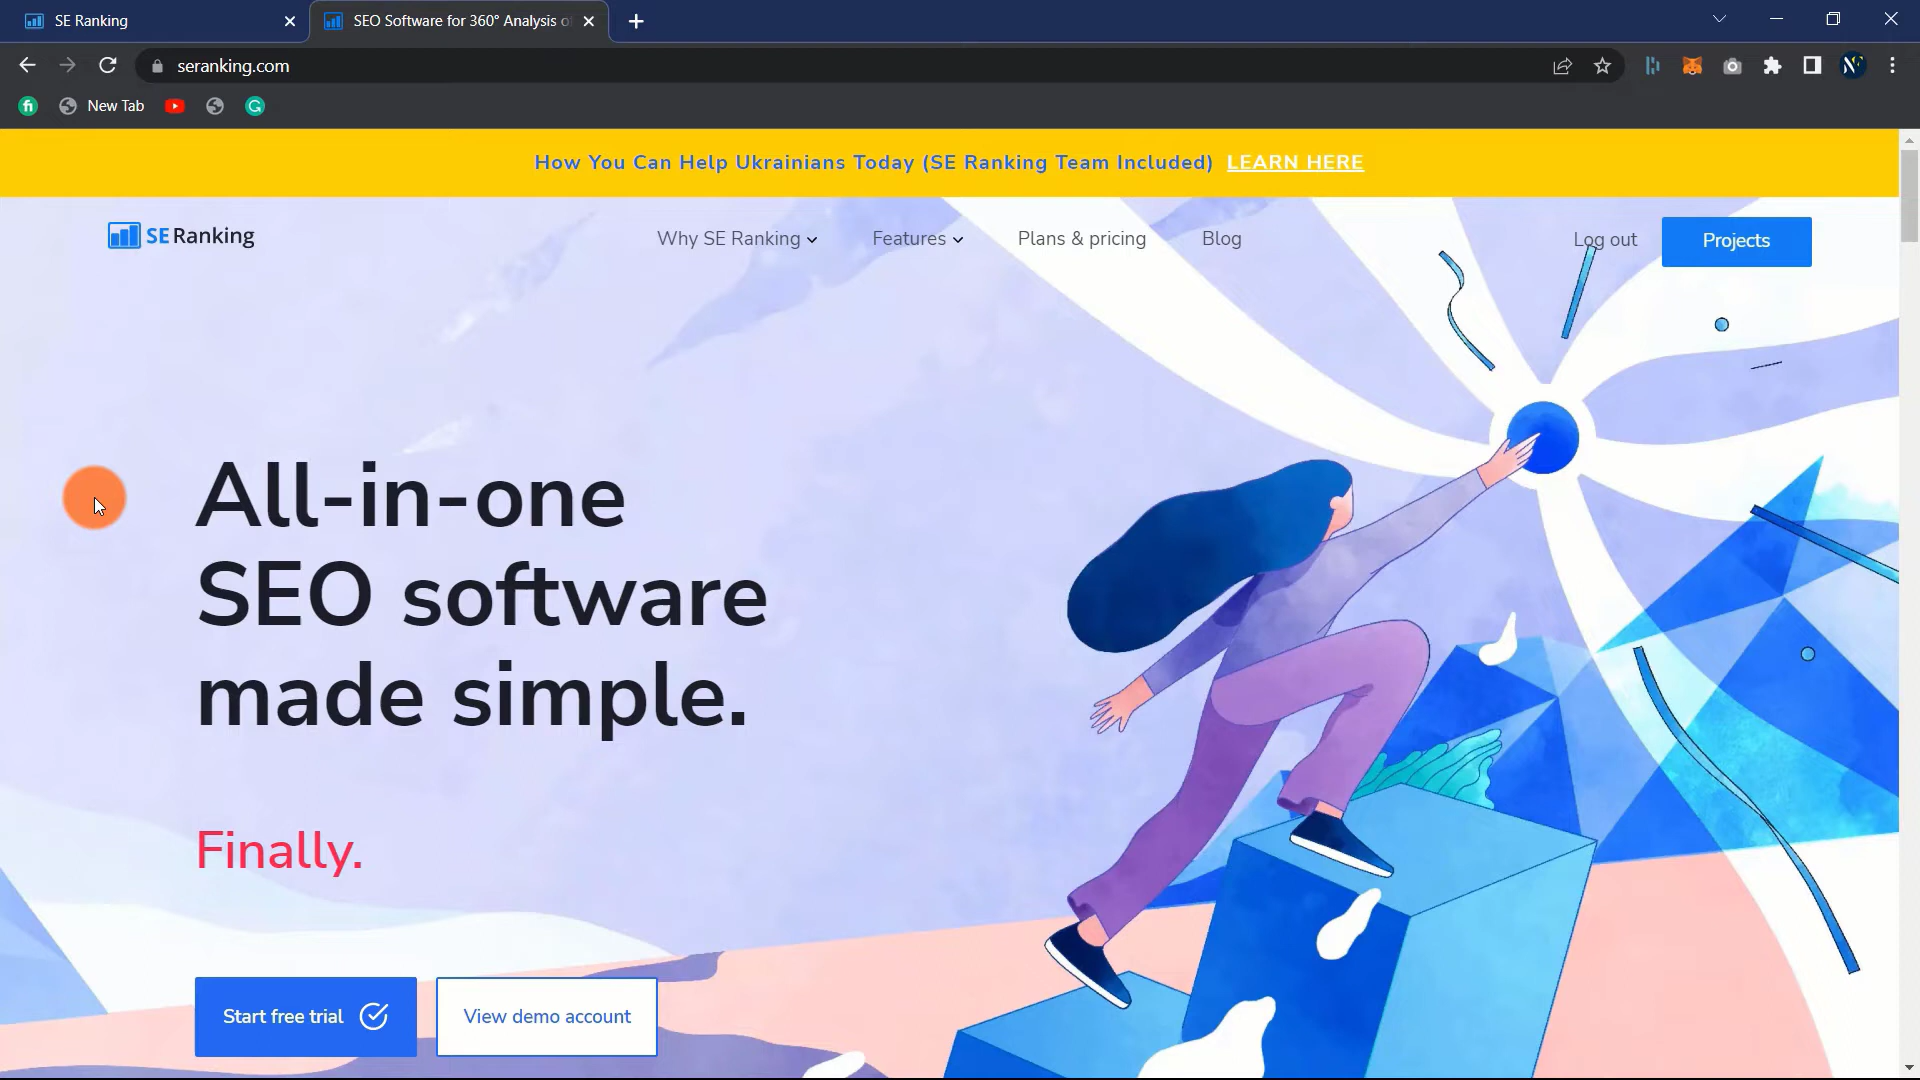 SE Ranking
SEO Software for 360° Analysis o
seranking.com
New Tab
How You Can Help Ukrainians Today (SE Ranking Team Included) LEARN HERE
SE Ranking
Why SE Ranking
Features
Plans & pricing
Blog
Log out
Projects
All-in-one
SEO software
made simple.
Finally.
Start free trial
View demo account